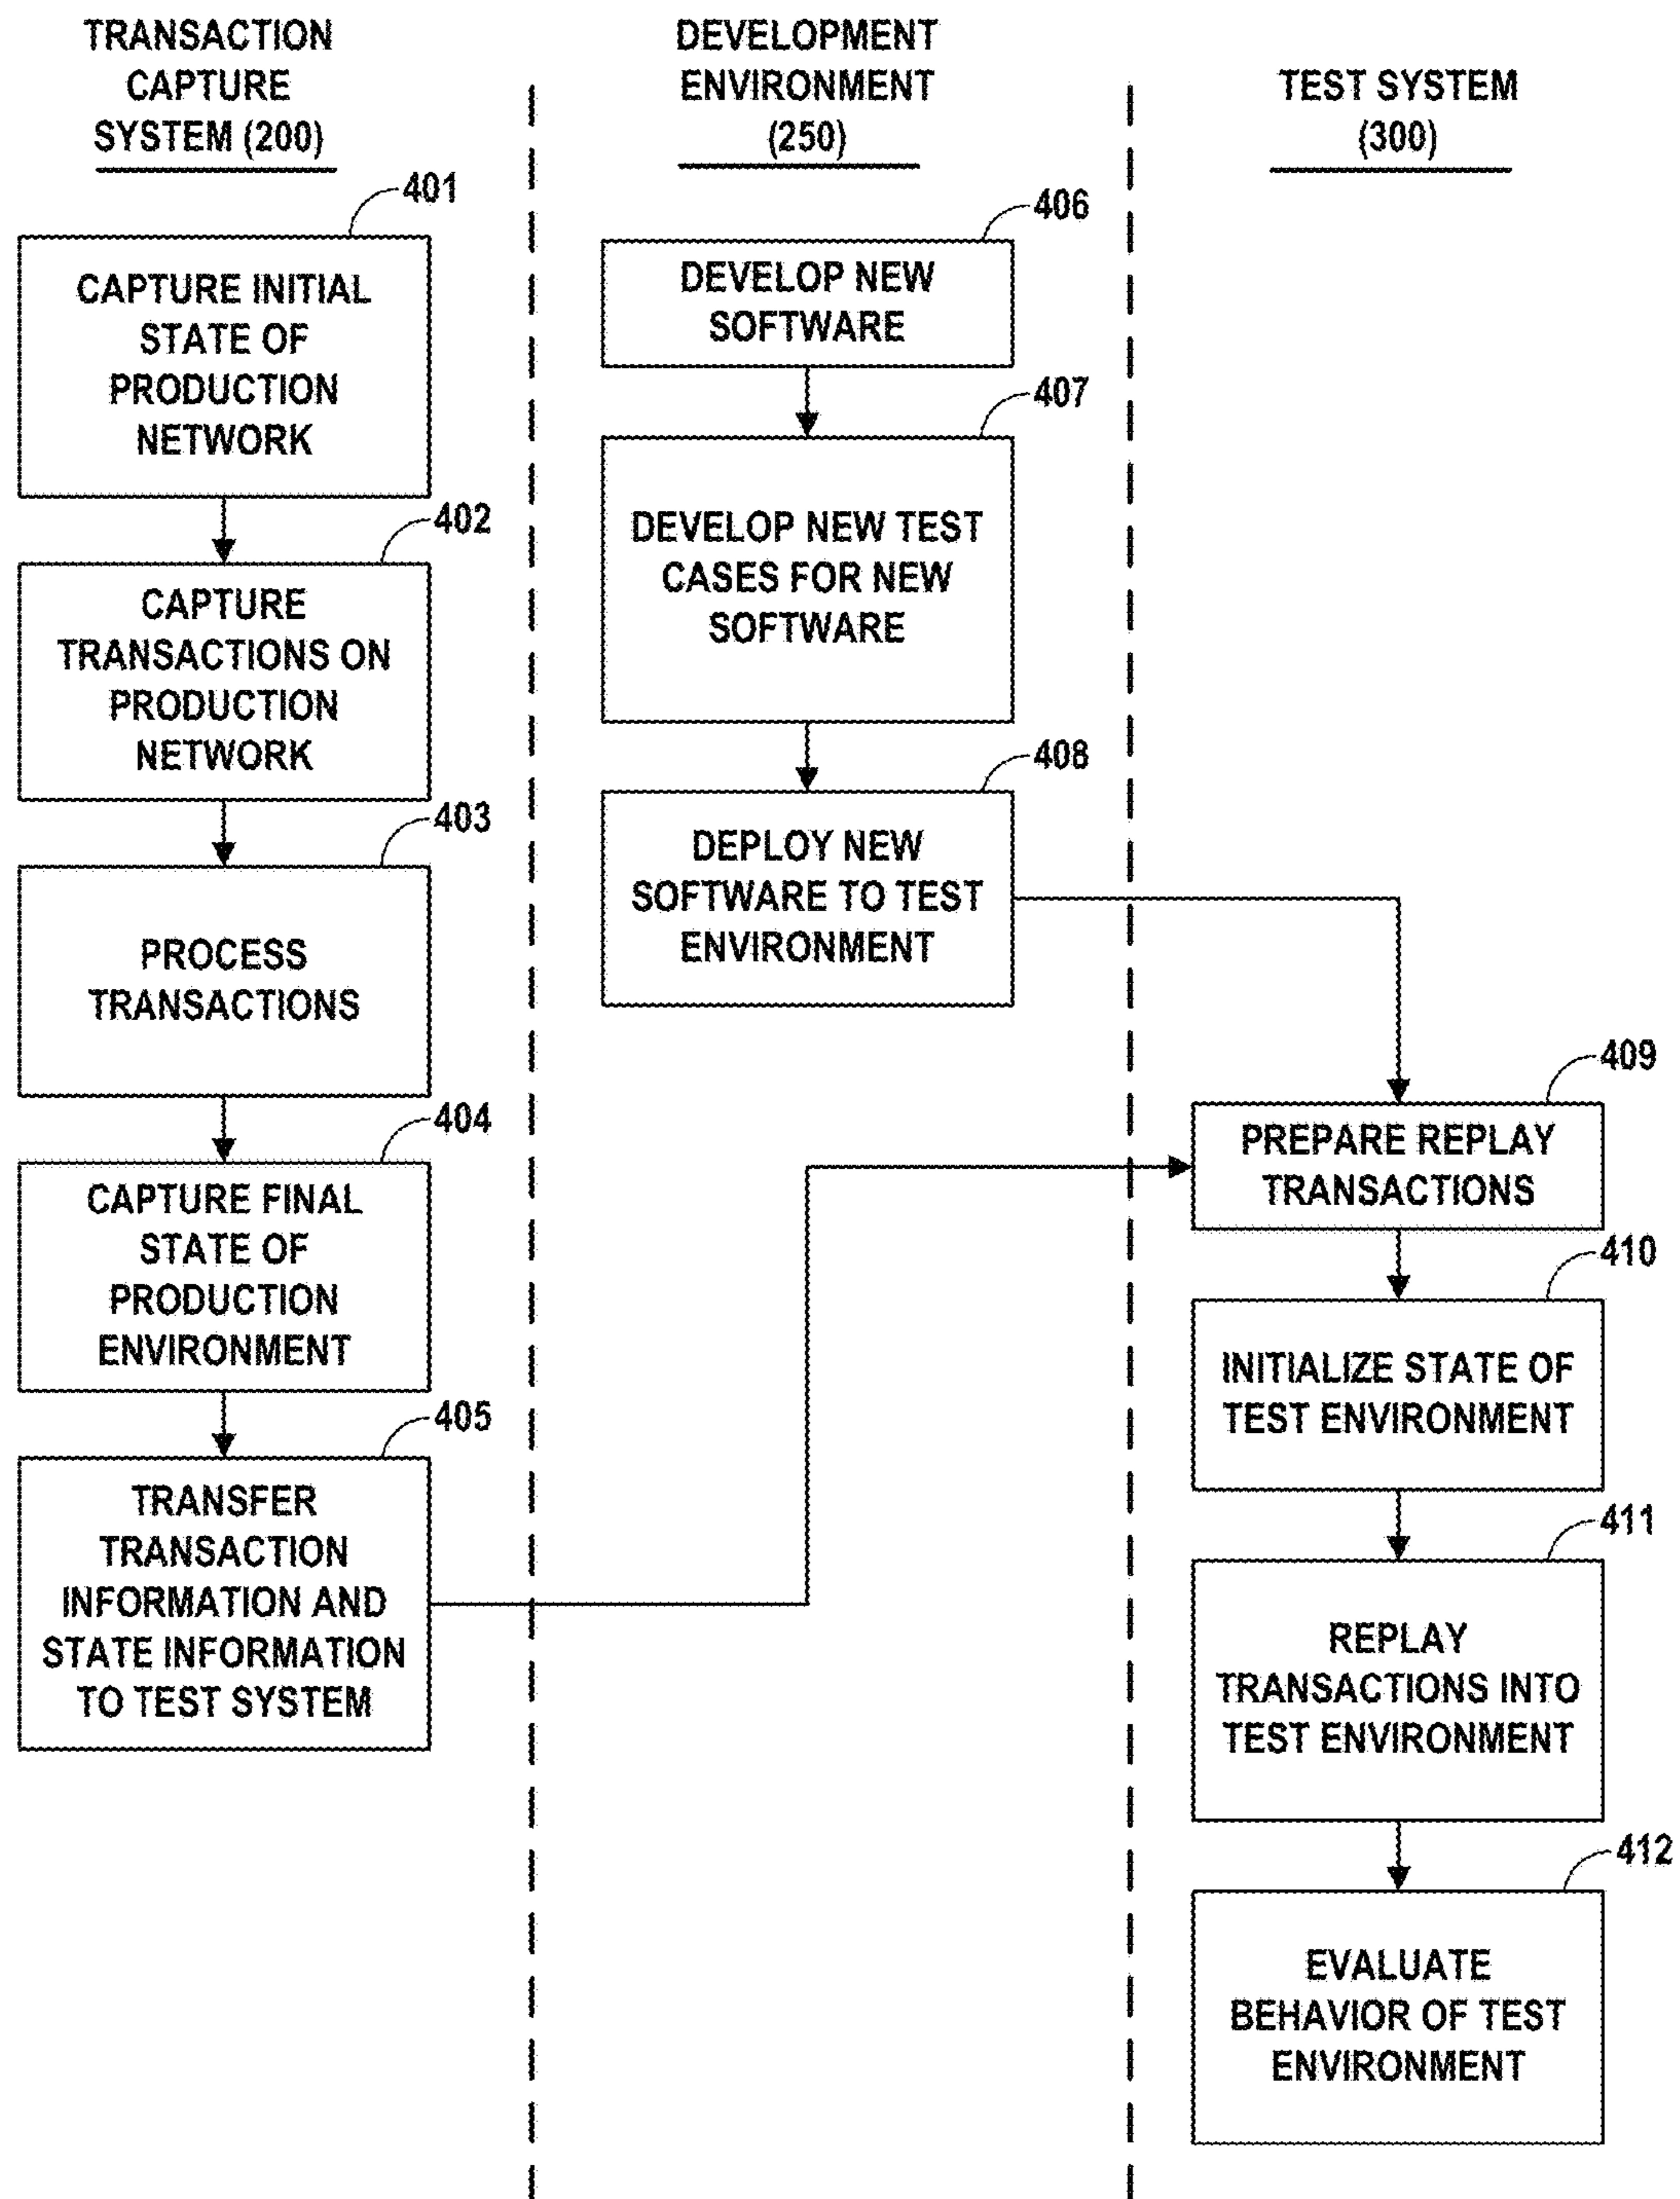 TRANSACTION
CAPTURE
SYSTEM (200)
401
CAPTURE INITIAL
STATE OF
PRODUCTION
NETWORK
402
CAPTURE
TRANSACTIONS ON
PRODUCTION
NETWORK
403
PROCESS
TRANSACTIONS
404
CAPTURE FINAL
STATE OF
PRODUCTION
ENVIRONMENT
405
TRANSFER
TRANSACTION
INFORMATION AND
STATE INFORMATION
TO TEST SYSTEM
DEVELOPMENT
ENVIRONMENT
(250)
406
DEVELOP NEW
SOFTWARE
407
DEVELOP NEW TEST
CASES FOR NEW
SOFTWARE
408
DEPLOY NEW
SOFTWARE TO TEST
ENVIRONMENT
TEST SYSTEM
(300)
409
PREPARE REPLAY
TRANSACTIONS
410
INITIALIZE STATE OF
TEST ENVIRONMENT
411
REPLAY
TRANSACTIONS INTO
TEST ENVIRONMENT
412
EVALUATE
BEHAVIOR OF TEST
ENVIRONMENT